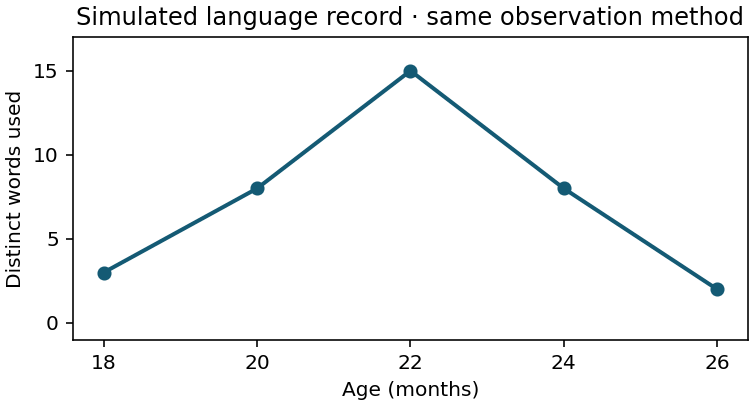 Simulated language record · same observation method
Distinct words used
15
10
5
0
18 20 22 24 26
Age (months)